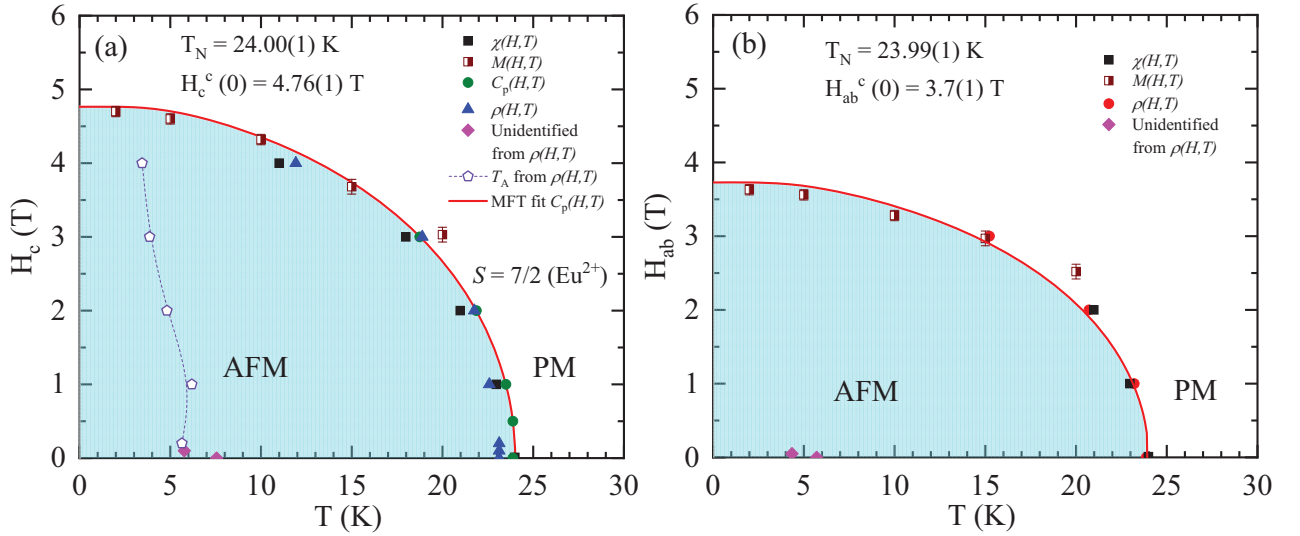 (a)
T_N = 24.00(1) K
H_c^c (0) = 4.76(1) T
χ(H,T)
M(H,T)
C_p(H,T)
ρ(H,T)
Unidentified
from ρ(H,T)
T_A from ρ(H,T)
MFT fit C_p(H,T)
S = 7/2 (Eu^2+)
AFM
PM
H_c (T)
6
5
4
3
2
1
0
0 5 10 15 20 25 30
T (K)
(b)
T_N = 23.99(1) K
H_ab^c (0) = 3.7(1) T
χ(H,T)
M(H,T)
ρ(H,T)
Unidentified
from ρ(H,T)
AFM
PM
H_ab (T)
6
5
4
3
2
1
0
0 5 10 15 20 25 30
T (K)